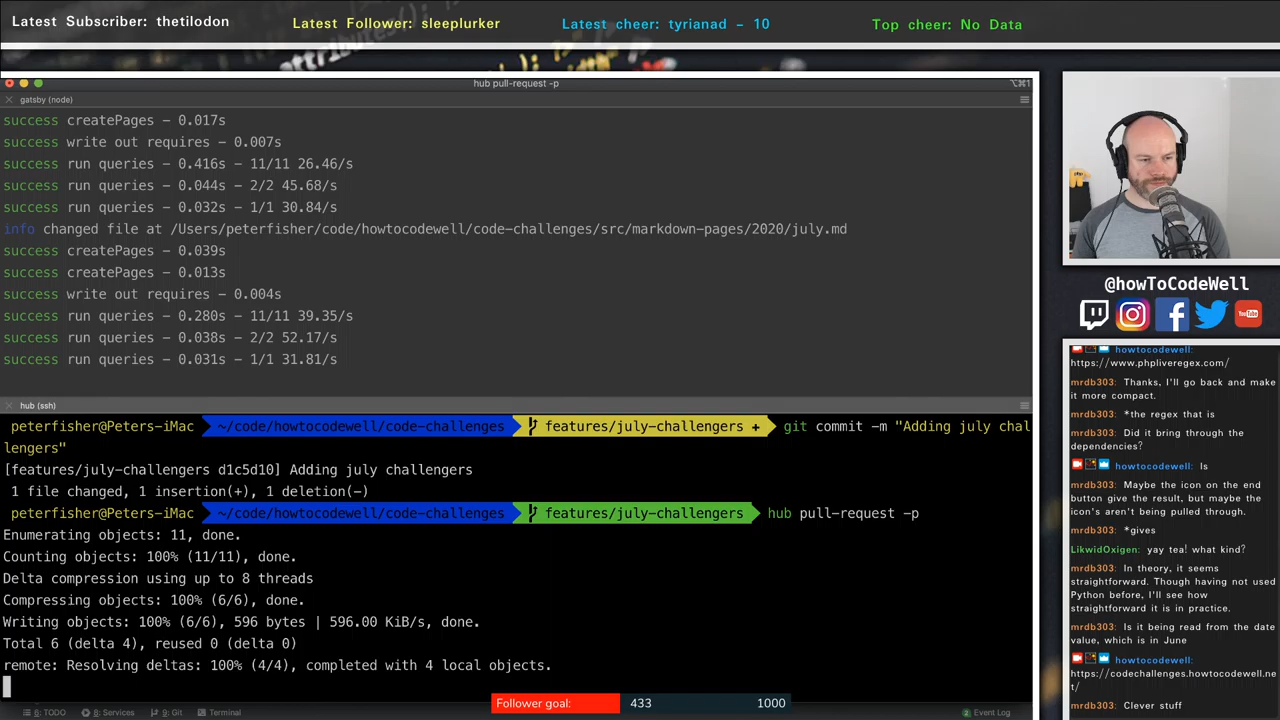 Latest Subscriber: thetilodon
Latest Follower: sleeplurker
Latest cheer: tyrianad - 10
Top cheer: No Data
hub pull-request -p
⌥⌘1
gatsby (node)
success createPages - 0.017s
success write out requires - 0.007s
success run queries - 0.416s - 11/11 26.46/s
success run queries - 0.044s - 2/2 45.68/s
success run queries - 0.032s - 1/1 30.84/s
info changed file at /Users/peterfisher/code/howtocodewell/code-challenges/src/markdown-pages/2020/july.md
success createPages - 0.039s
success createPages - 0.013s
success write out requires - 0.004s
success run queries - 0.280s - 11/11 39.35/s
success run queries - 0.038s - 2/2 52.17/s
success run queries - 0.031s - 1/1 31.81/s
hub (ssh)
peterfisher@Peters-iMac ~/code/howtocodewell/code-challenges features/july-challengers + git commit -m "Adding july chal
lengers"
[features/july-challengers d1c5d10] Adding july challengers
1 file changed, 1 insertion(+), 1 deletion(-)
peterfisher@Peters-iMac ~/code/howtocodewell/code-challenges features/july-challengers hub pull-request -p
Enumerating objects: 11, done.
Counting objects: 100% (11/11), done.
Delta compression using up to 8 threads
Compressing objects: 100% (6/6), done.
Writing objects: 100% (6/6), 596 bytes | 596.00 KiB/s, done.
Total 6 (delta 4), reused 0 (delta 0)
remote: Resolving deltas: 100% (4/4), completed with 4 local objects.
6: TODO
8: Services
9: Git
Terminal
2 Event Log
Follower goal:
433
1000
@howToCodeWell
You Tube
howtocodewell:
https://www.phpliveregex.com/
mrdb303: Thanks, I'll go back and make
it more compact.
mrdb303: *the regex that is
mrdb303: Did it bring through the
dependencies?
howtocodewell: Is
mrdb303: Maybe the icon on the end
button give the result, but maybe the
icon's aren't being pulled through.
mrdb303: *gives
LikwidOxigen: yay tea! what kind?
mrdb303: In theory, it seems
straightforward. Though having not used
Python before, I'll see how
straightforward it is in practice.
mrdb303: Is it being read from the date
value, which is in June
howtocodewell:
https://codechallenges.howtocodewell.ne
t/
mrdb303: Clever stuff